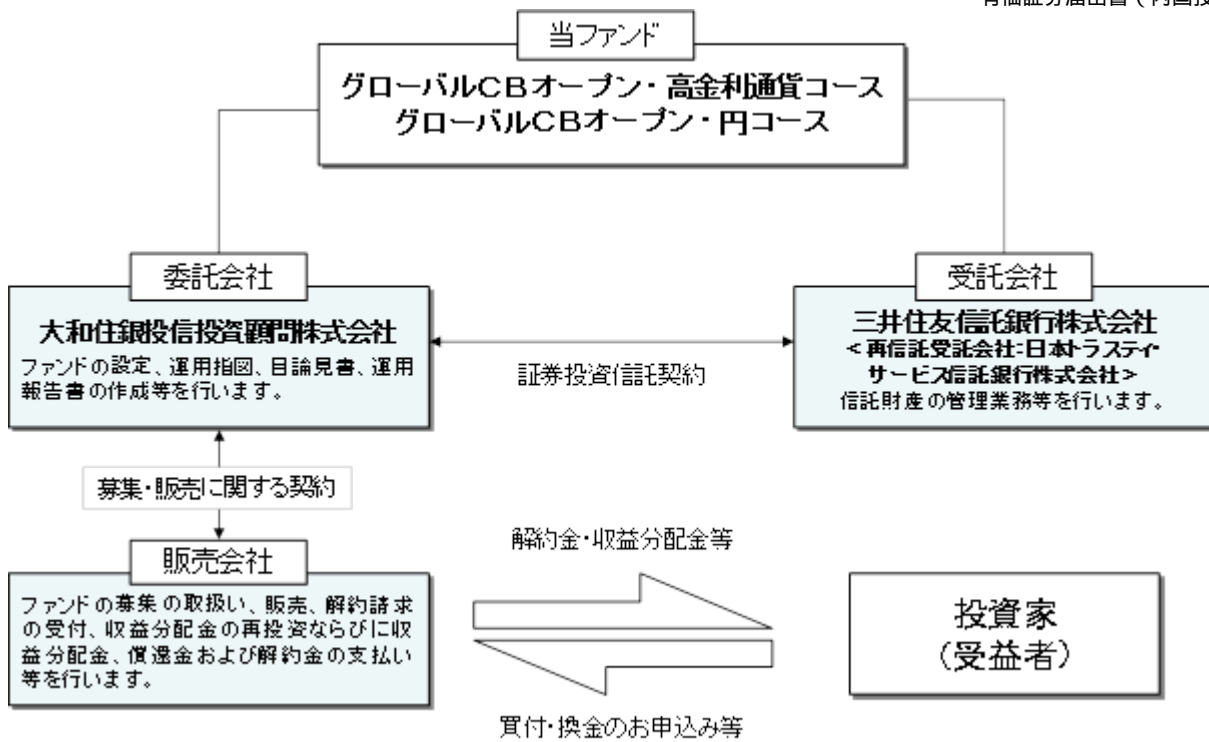 当ファンド
グローバルCBオープン・高金利通貨コース
グローバルCBオープン・円コース
委託会社
大和住銀投信投資顧問株式会社
ファンドの設定、運用指図、目論見書、運用
報告書の作成等を行います。
証券投資信託契約
受託会社
三井住友信託銀行株式会社
<再信託受託会社:日本トラスティ・
サービス信託銀行株式会社>
信託財産の管理業務等を行います。
募集・販売に関する契約
販売会社
ファンドの募集の取扱い、販売、解約請求
の受付、収益分配金の再投資ならびに収
益分配金、償還金および解約金の支払い
等を行います。
解約金・収益分配金等
買付・換金のお申込み等
投資家
(受益者)